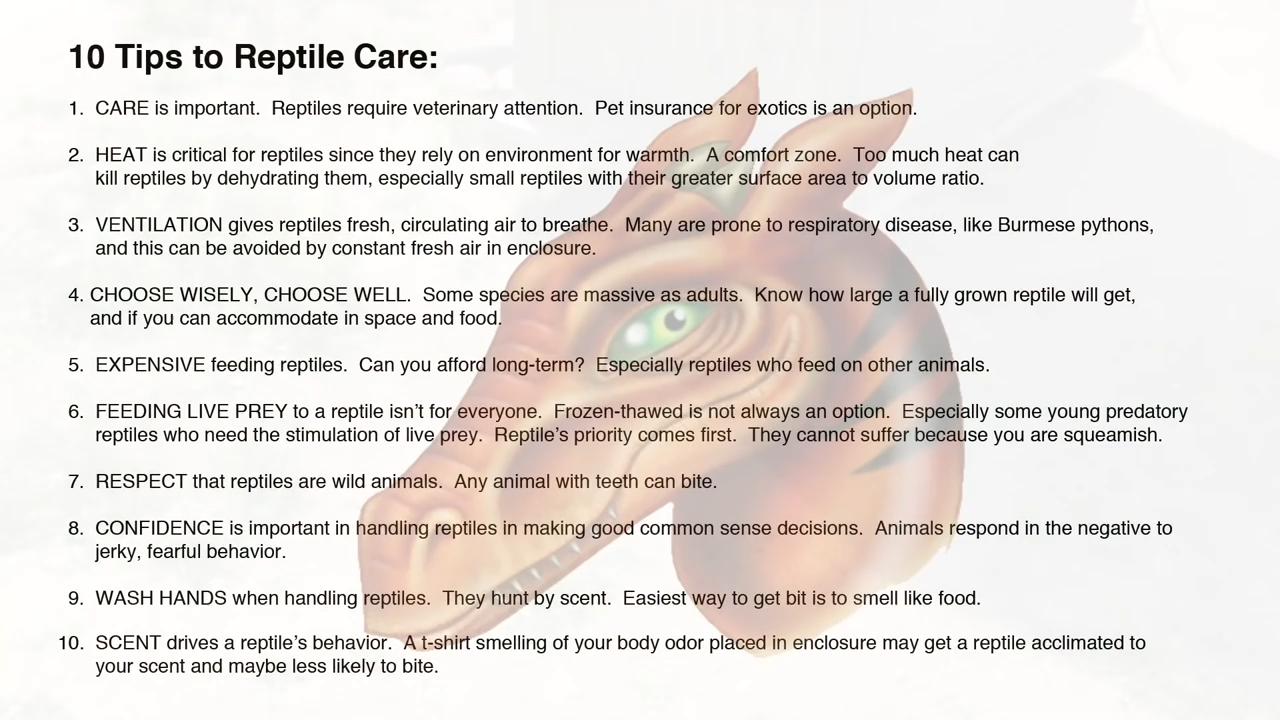 10 Tips to Reptile Care:
1. CARE is important. Reptiles require veterinary attention. Pet insurance for exotics is an option.
2. HEAT is critical for reptiles since they rely on environment for warmth. A comfort zone. Too much heat can
kill reptiles by dehydrating them, especially small reptiles with their greater surface area to volume ratio.
3. VENTILATION gives reptiles fresh, circulating air to breathe. Many are prone to respiratory disease, like Burmese pythons,
and this can be avoided by constant fresh air in enclosure.
4. CHOOSE WISELY, CHOOSE WELL. Some species are massive as adults. Know how large a fully grown reptile will get,
and if you can accommodate in space and food.
5. EXPENSIVE feeding reptiles. Can you afford long-term? Especially reptiles who feed on other animals.
6. FEEDING LIVE PREY to a reptile isn’t for everyone. Frozen-thawed is not always an option. Especially some young predatory
reptiles who need the stimulation of live prey. Reptile’s priority comes first. They cannot suffer because you are squeamish.
7. RESPECT that reptiles are wild animals. Any animal with teeth can bite.
8. CONFIDENCE is important in handling reptiles in making good common sense decisions. Animals respond in the negative to
jerky, fearful behavior.
9. WASH HANDS when handling reptiles. They hunt by scent. Easiest way to get bit is to smell like food.
10. SCENT drives a reptile’s behavior. A t-shirt smelling of your body odor placed in enclosure may get a reptile acclimated to
your scent and maybe less likely to bite.